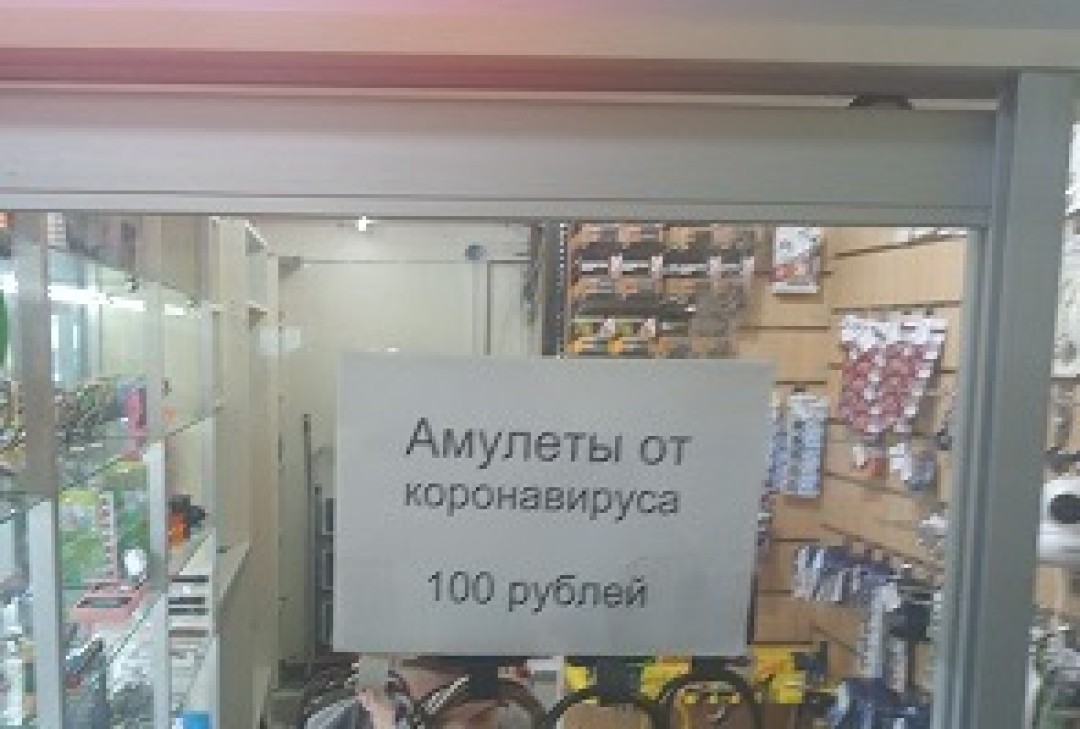 Амулеты от
коронавируса
100 рублей